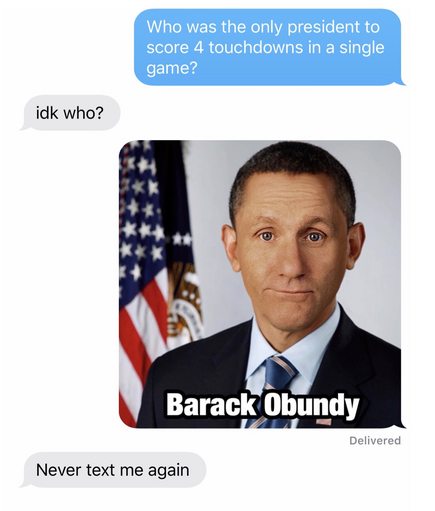 Who was the only president to
score 4 touchdowns in a single
game?
idk who?
Barack Obundy
Delivered
Never text me again